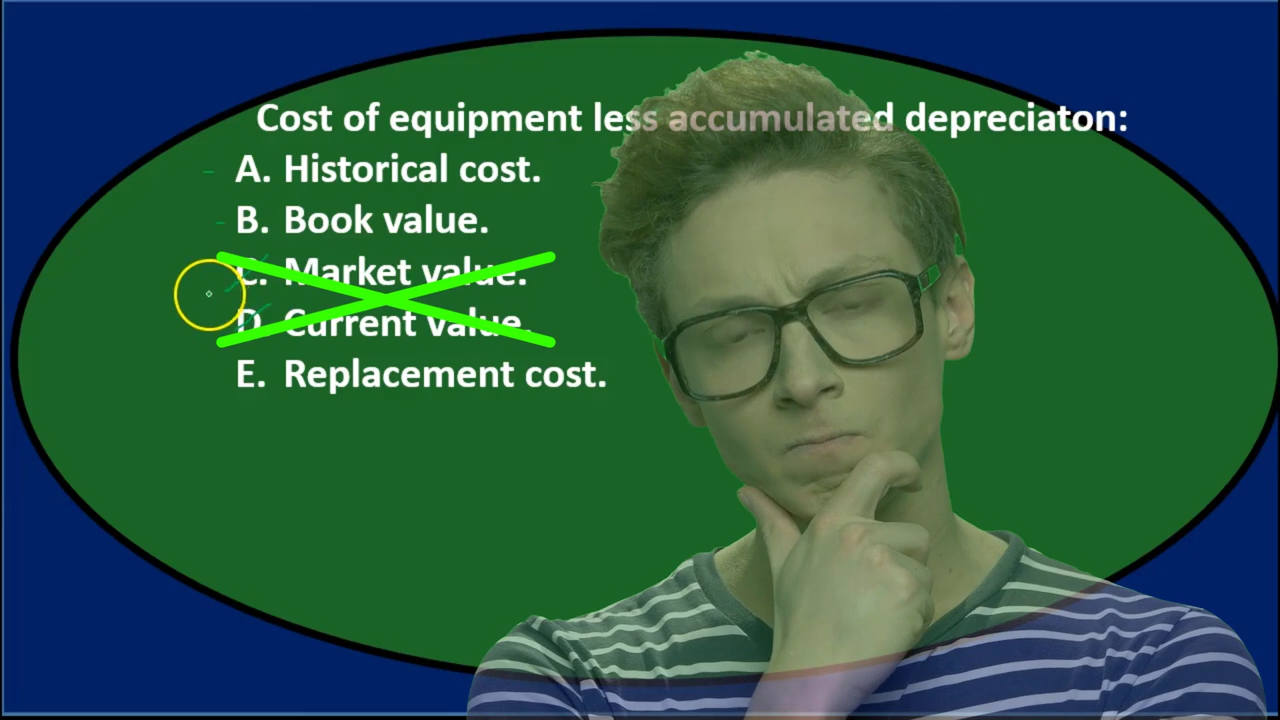 Cost of equipment less accumulated depreciaton:
A. Historical cost.
B. Book value.
C. Market value.
D. Current value.
E. Replacement cost.